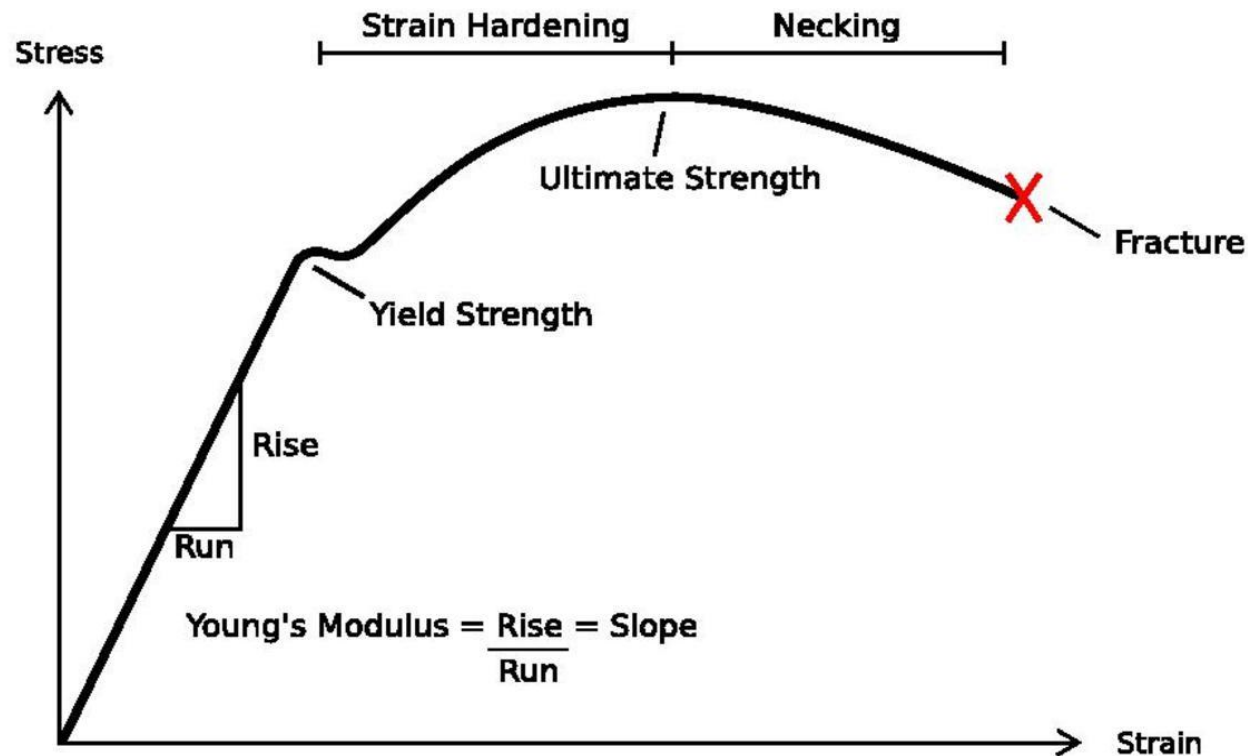 Strain Hardening
Necking
Stress
Ultimate Strength
Fracture
Yield Strength
Rise
Run
Young's Modulus = Rise = Slope
Run
Strain